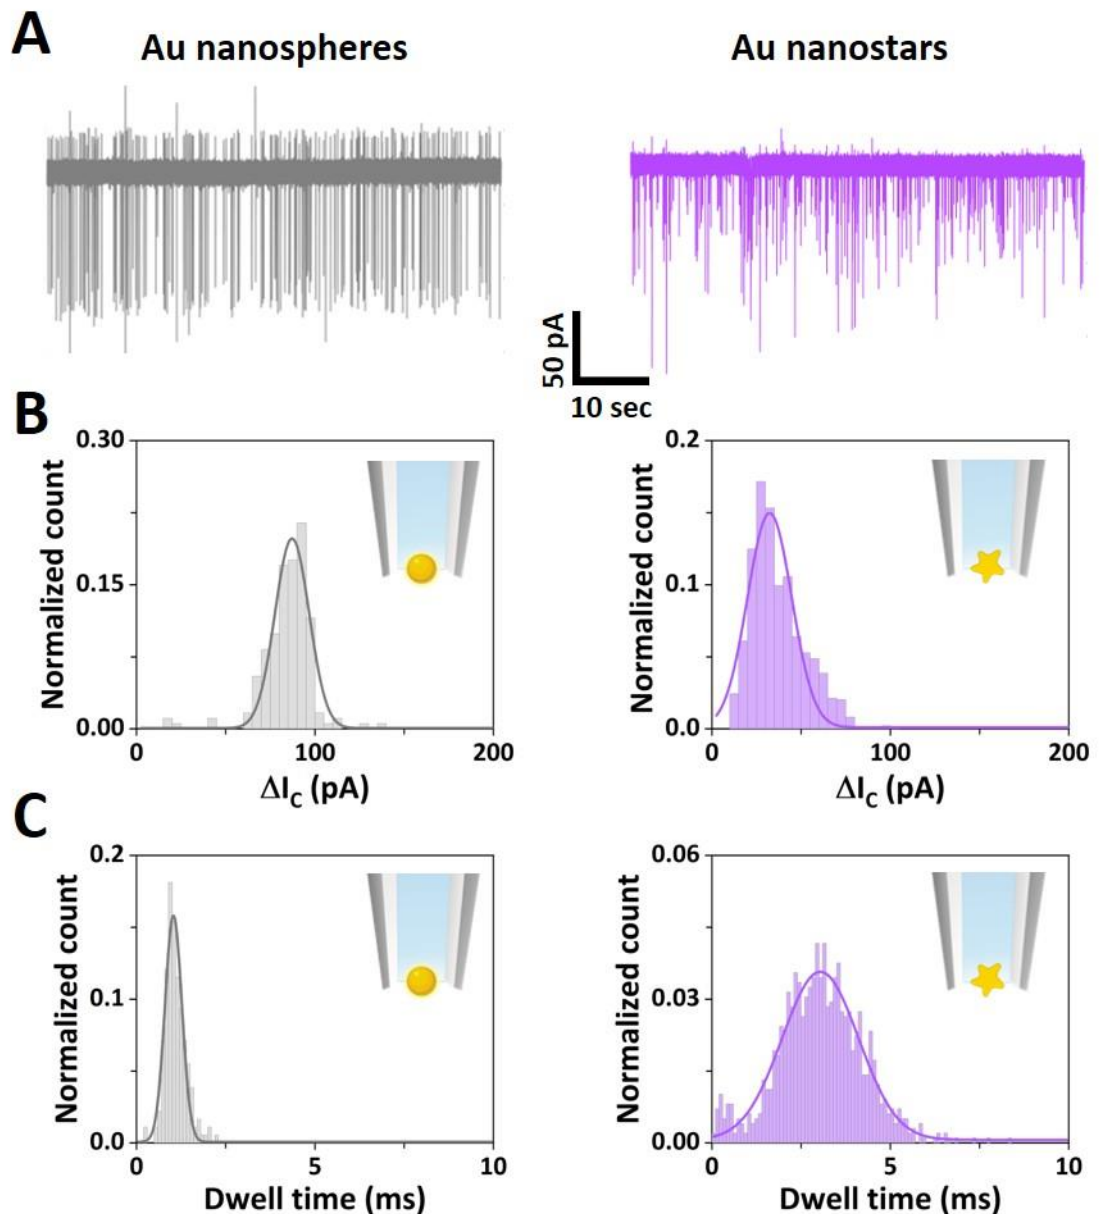 A
Au nanospheres
Au nanostars
50 pA
10 sec
B
0.30
0.15
0.00
Normalized count
0
100
200
ΔI_C (pA)
0.2
0.1
0.0
Normalized count
0
100
200
ΔI_C (pA)
C
0.2
0.1
0.0
Normalized count
0
5
10
Dwell time (ms)
0.06
0.03
0.00
Normalized count
0
5
10
Dwell time (ms)